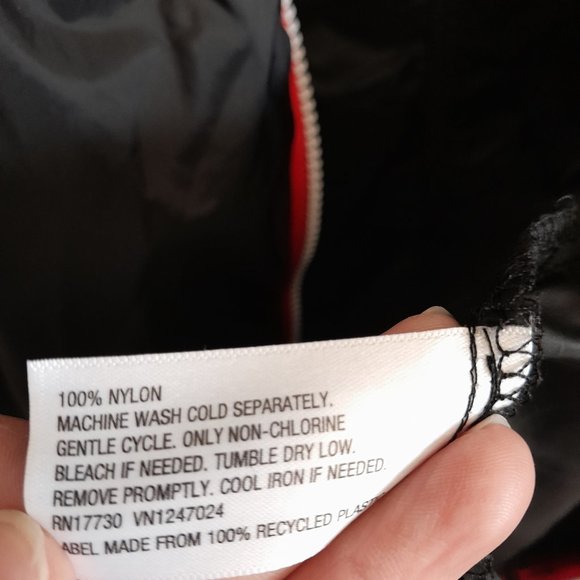 100% NYLON
MACHINE WASH COLD SEPARATELY.
GENTLE CYCLE. ONLY NON-CHLORINE
BLEACH IF NEEDED. TUMBLE DRY LOW.
REMOVE PROMPTLY. COOL IRON IF NEEDED.
RN17730 VN1247024
ABEL MADE FROM 100% RECYCLED PLASTIC